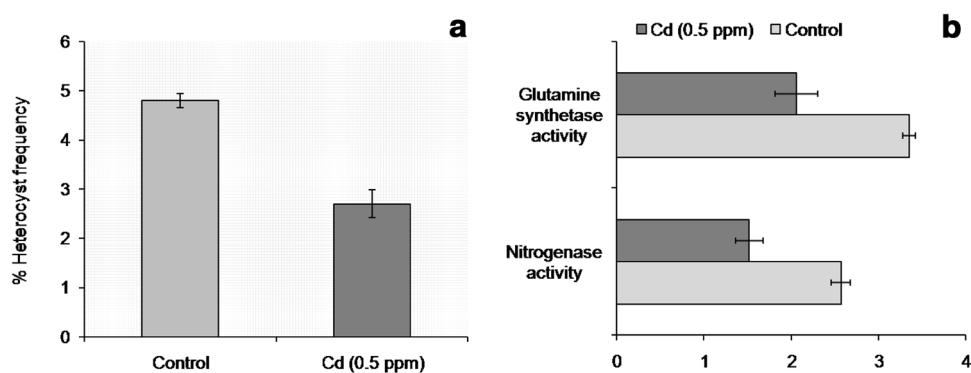 a
6
5
4
3
2
1
0
% Heterocyst frequency
Control
Cd (0.5 ppm)
b
Cd (0.5 ppm) Control
Glutamine
synthetase
activity
Nitrogenase
activity
0 1 2 3 4